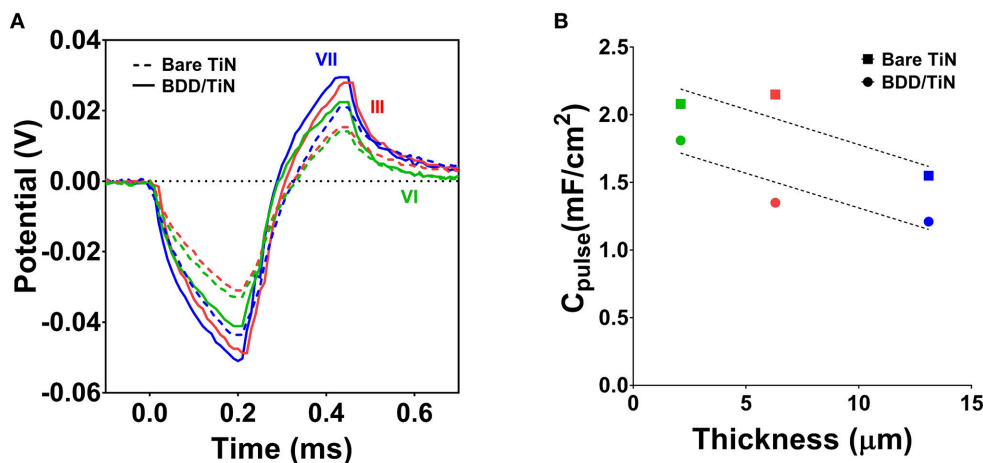 A
0.04
0.02
0.00
-0.02
-0.04
-0.06
Potential (V)
Bare TiN
BDD/TiN
VII
III
VI
0.0
0.2
0.4
0.6
Time (ms)
B
2.5
2.0
1.5
1.0
0.5
0.0
Cpulse(mF/cm²)
Bare TiN
BDD/TiN
0
5
10
15
Thickness (μm)